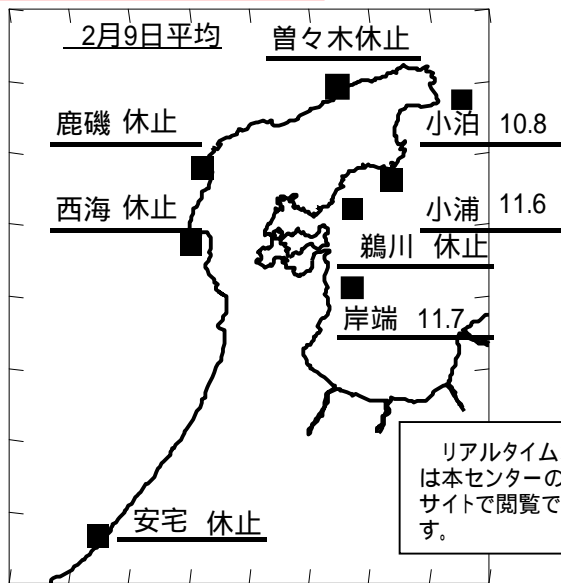 2月9日平均
曽々木休止
鹿磯 休止
小泊 10.8
西海 休止
小浦 11.6
鵜川 休止
岸端 11.7
リアルタイム
は本センターの
サイトで閲覧で
す。
安宅 休止